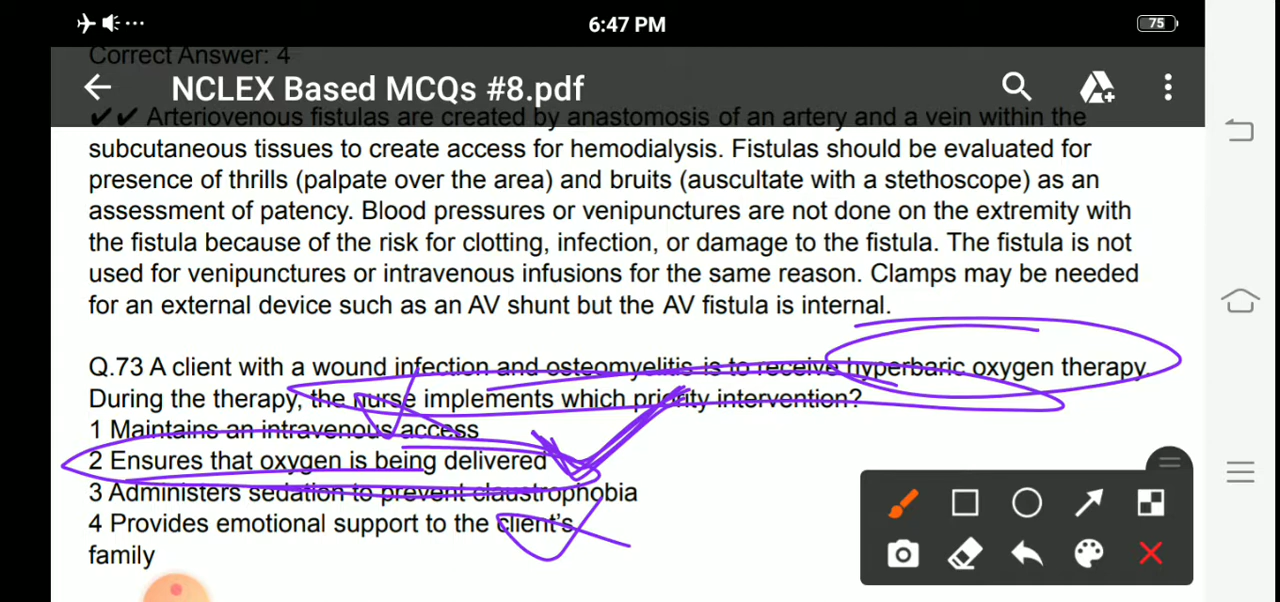 6:47 PM
75
Correct Answer: 4
NCLEX Based MCQs #8.pdf
✔✔ Arteriovenous fistulas are created by anastomosis of an artery and a vein within the
subcutaneous tissues to create access for hemodialysis. Fistulas should be evaluated for
presence of thrills (palpate over the area) and bruits (auscultate with a stethoscope) as an
assessment of patency. Blood pressures or venipunctures are not done on the extremity with
the fistula because of the risk for clotting, infection, or damage to the fistula. The fistula is not
used for venipunctures or intravenous infusions for the same reason. Clamps may be needed
for an external device such as an AV shunt but the AV fistula is internal.
Q.73 A client with a wound infection and osteomyelitis is to receive hyperbaric oxygen therapy.
During the therapy, the nurse implements which priority intervention?
1 Maintains an intravenous access
2 Ensures that oxygen is being delivered
3 Administers sedation to prevent claustrophobia
4 Provides emotional support to the client's
family